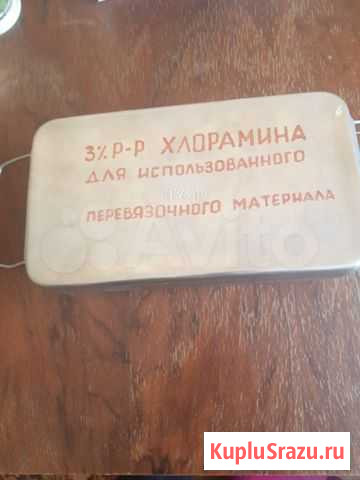 3% Р-Р ХЛОРАМИНА
ДЛЯ ИСПОЛЬЗОВАННОГО
ПЕРЕВЯЗОЧНОГО МАТЕРИАЛА
Avito
KupluSrazu.ru